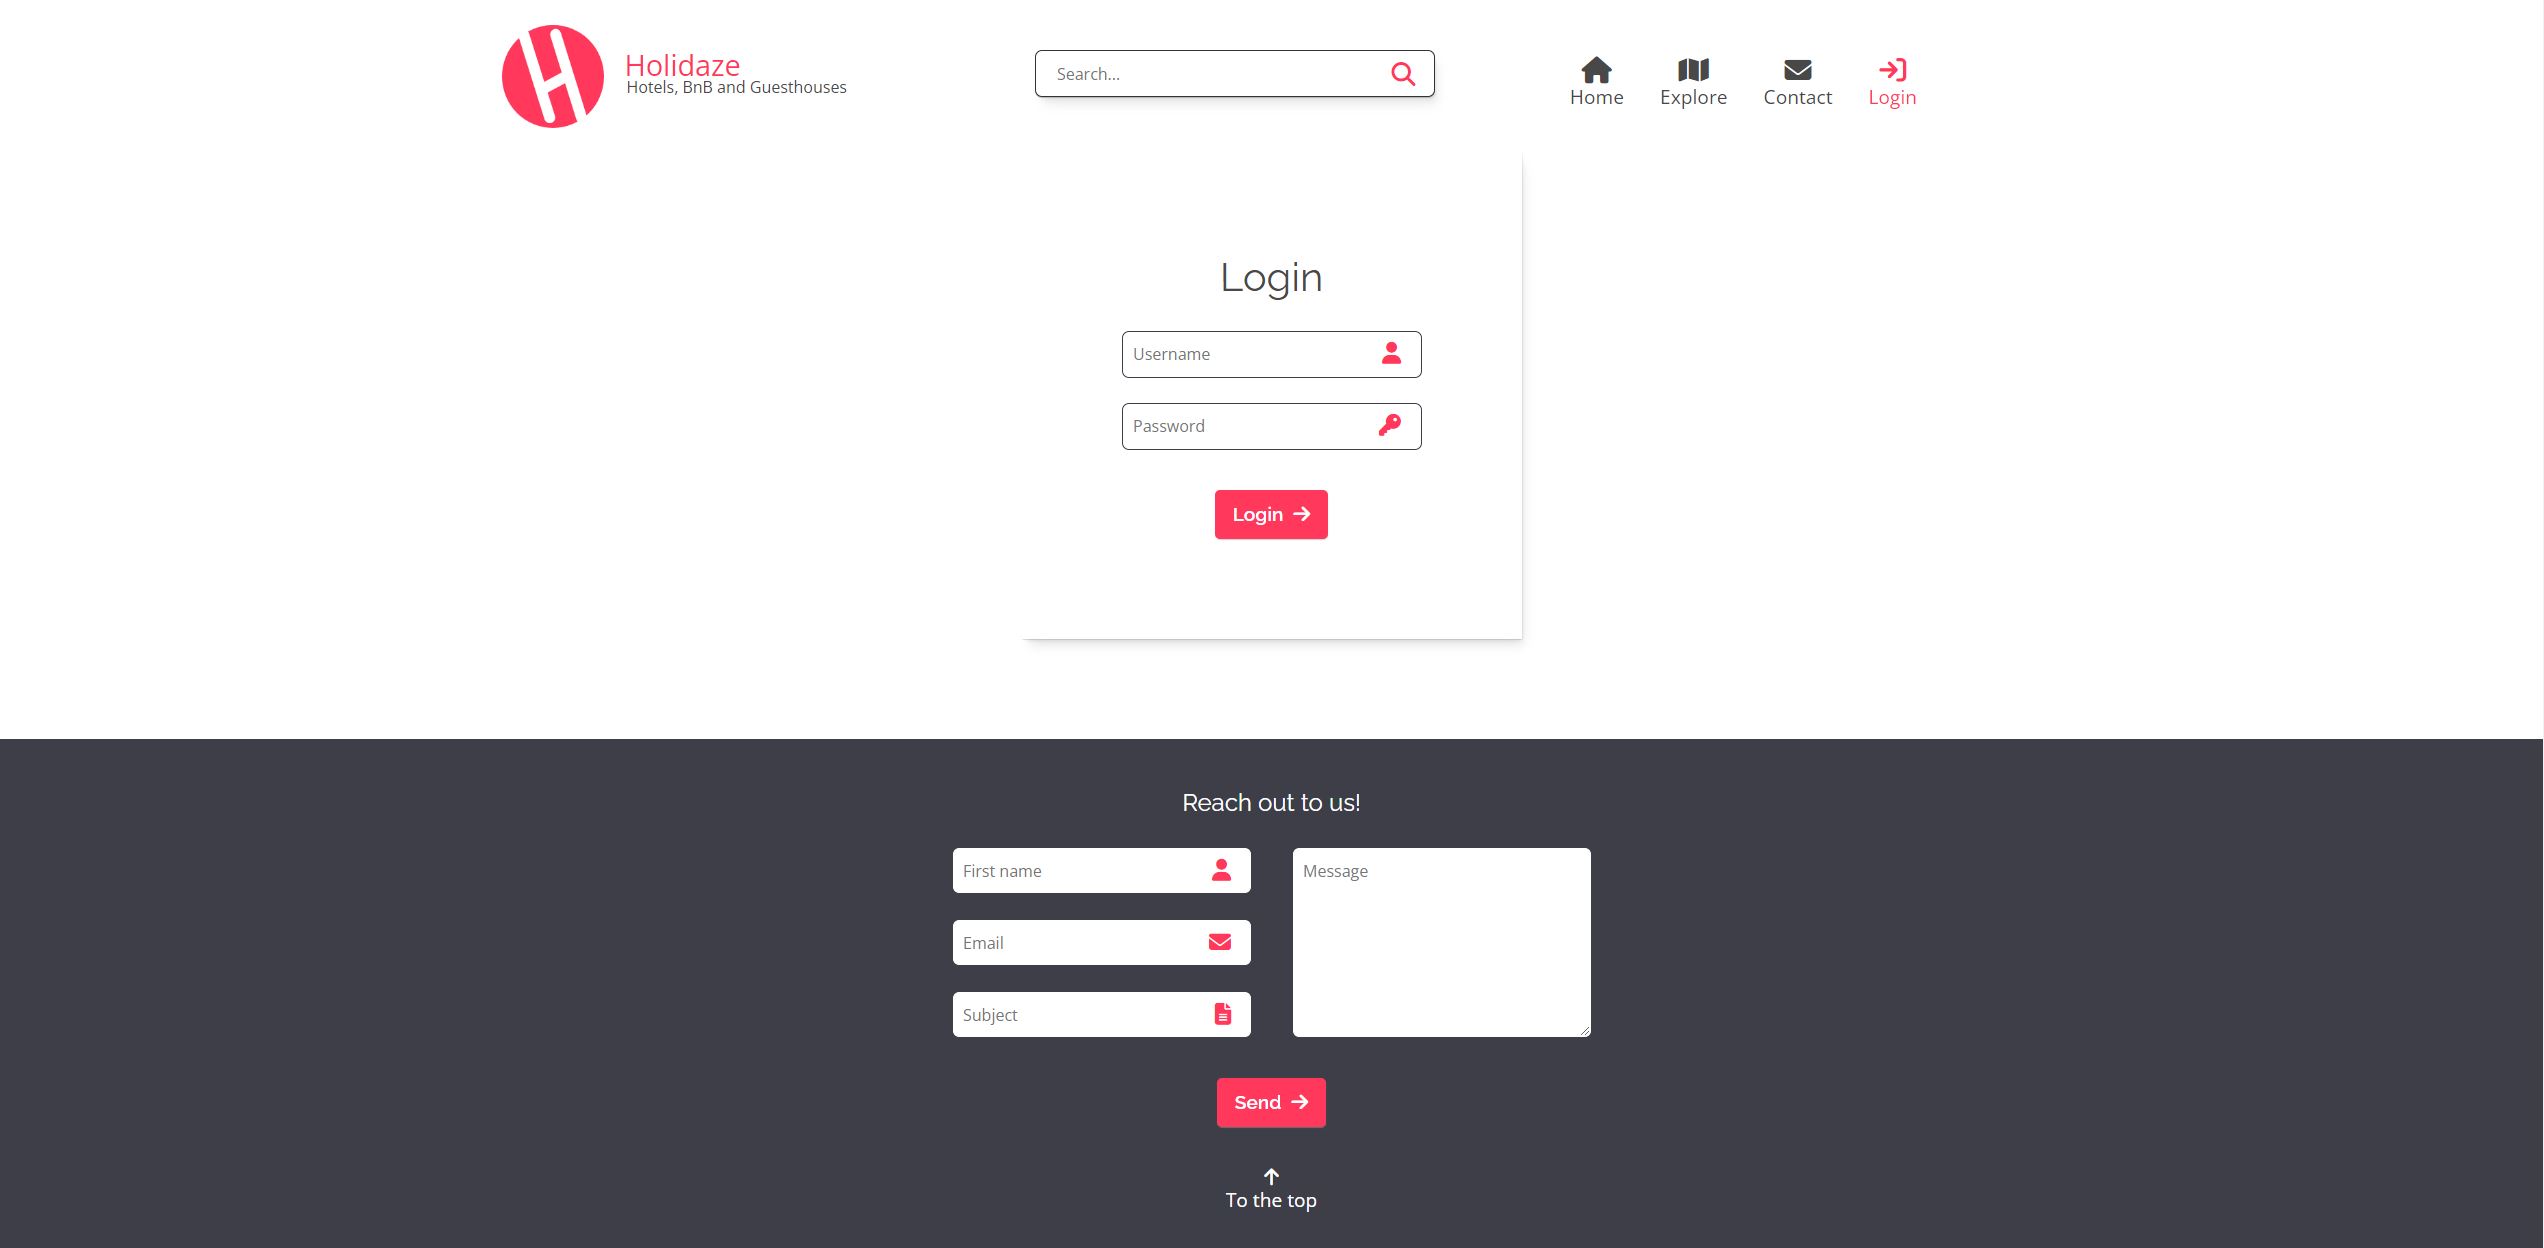 Holidaze
Hotels, BnB and Guesthouses
Search...
Home
Explore
Contact
Login
Login
Username
Password
Login
Reach out to us!
First name
Email
Subject
Message
Send
To the top